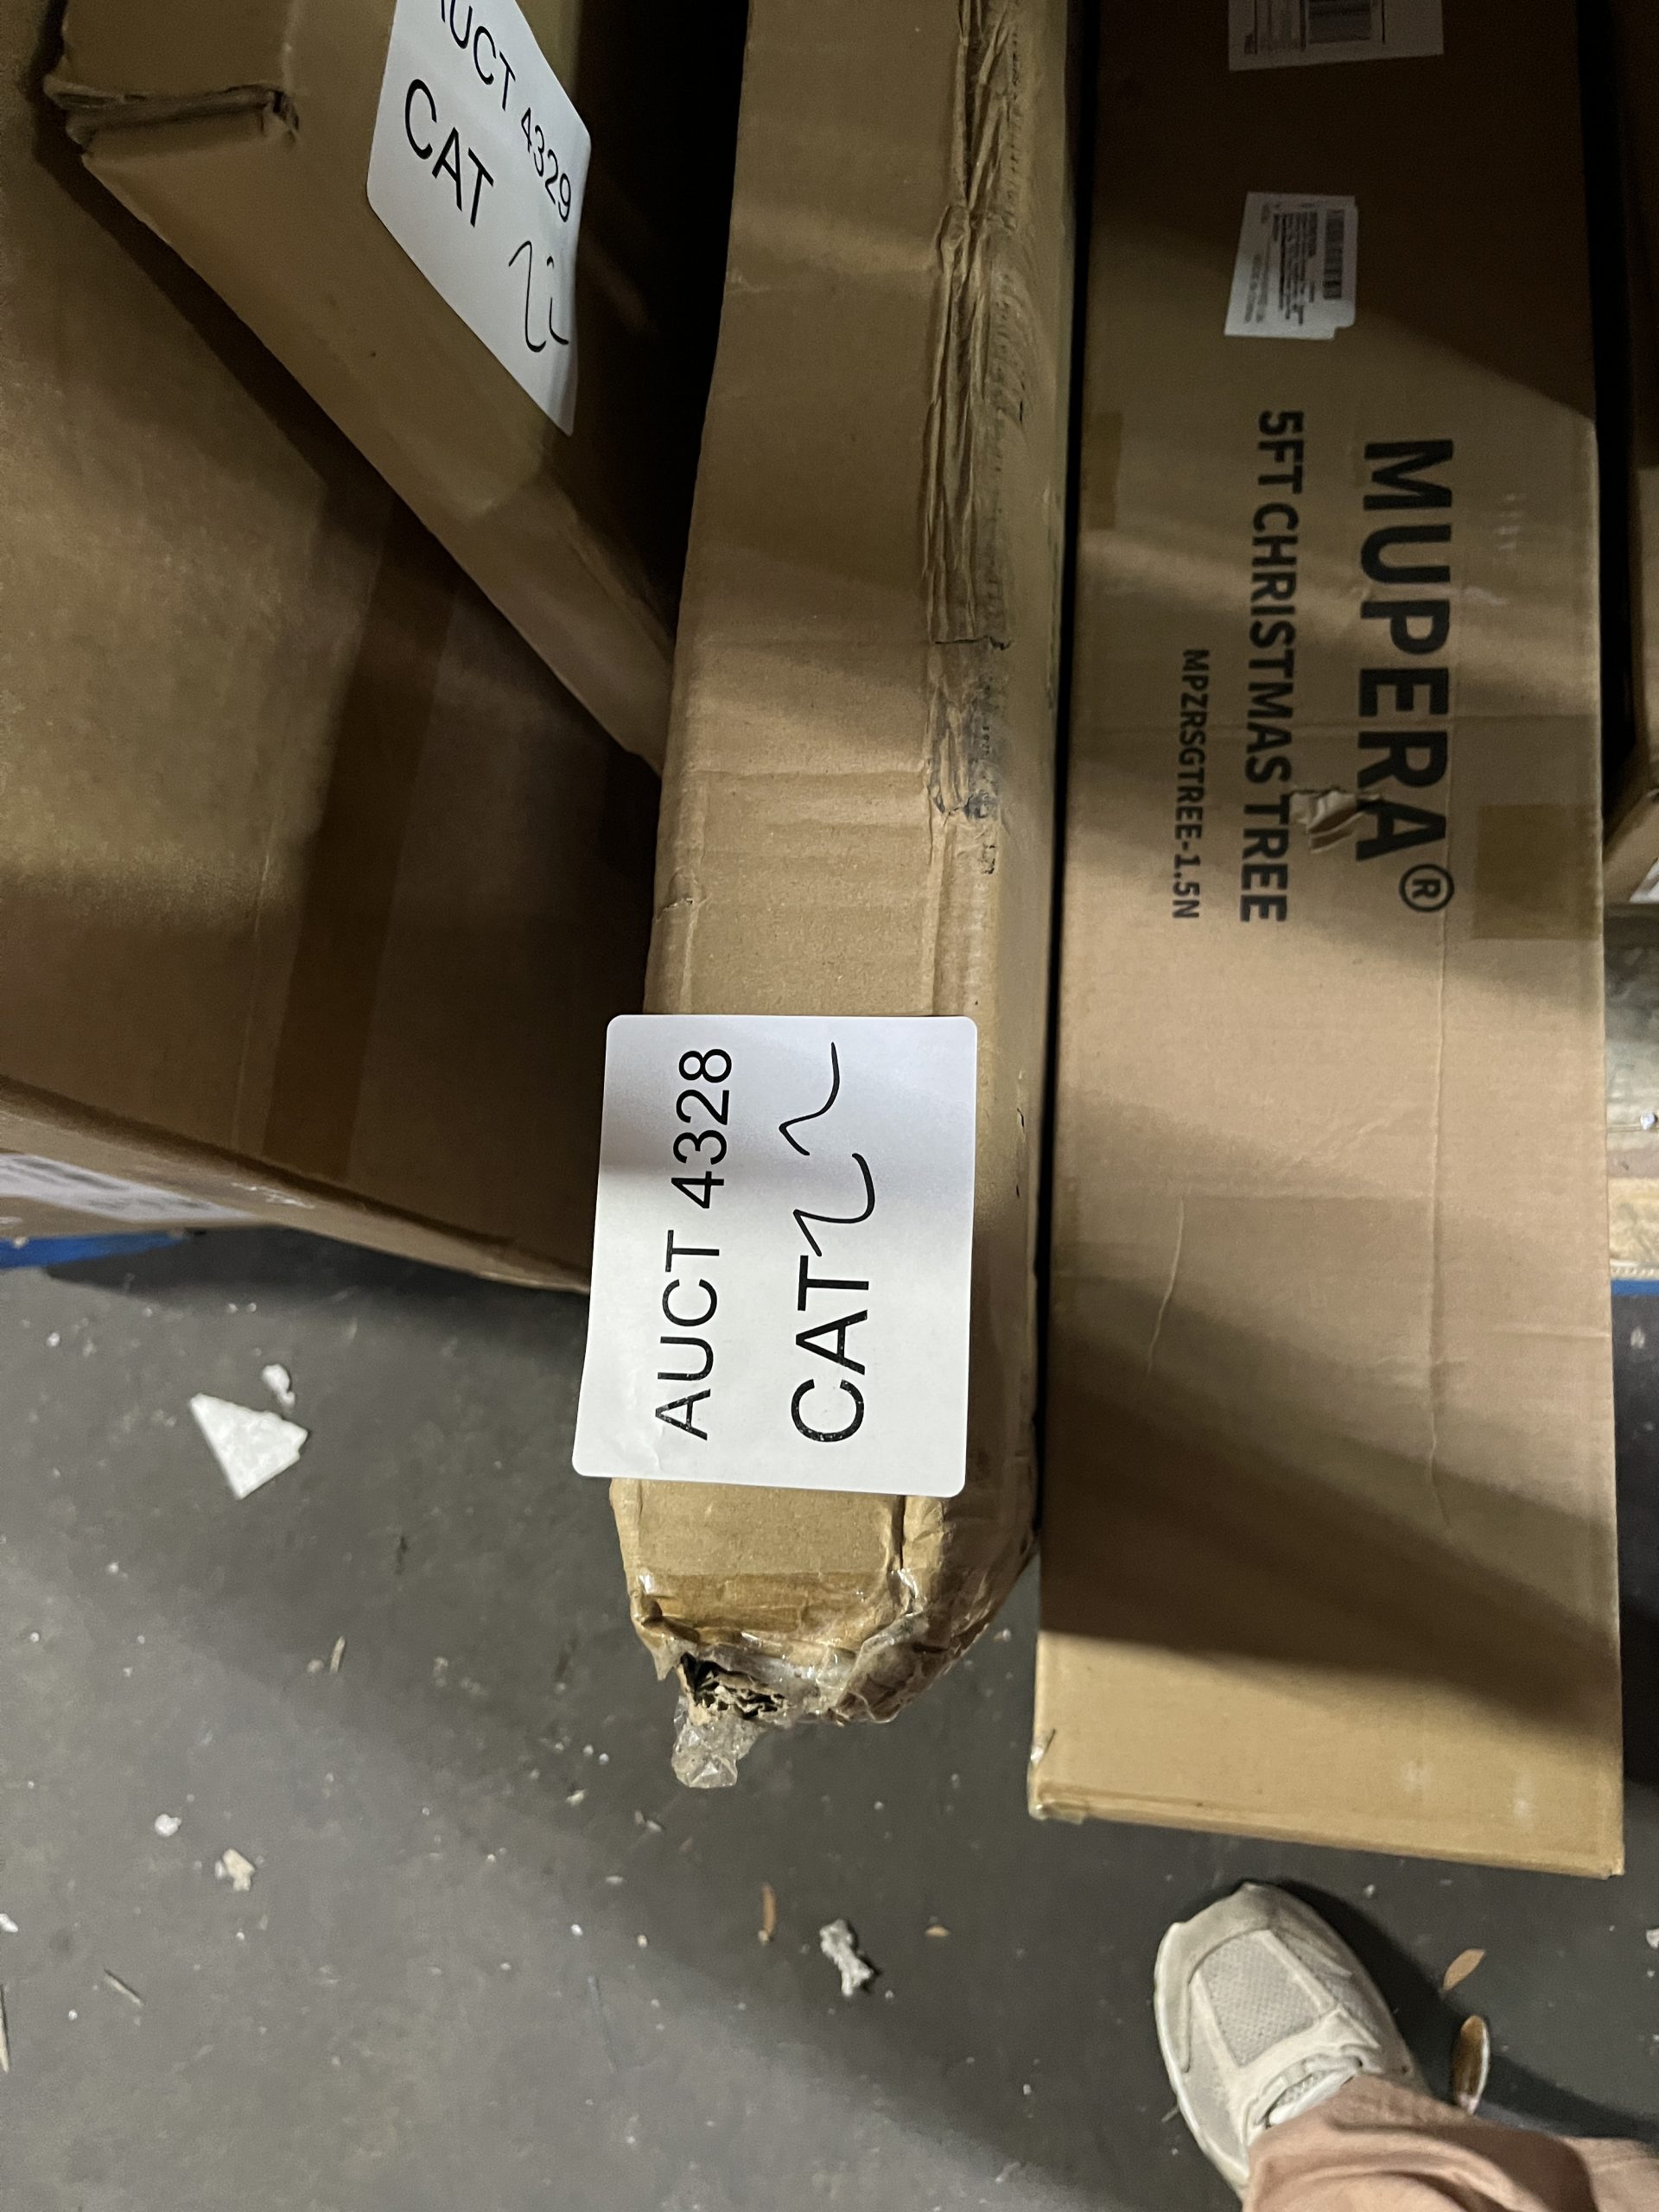 AUCT 4329
CAT
AUCT 4328
CAT
MUPERA®
5FT CHRISTMAS TREE
MPZRSGTREE-1.5N